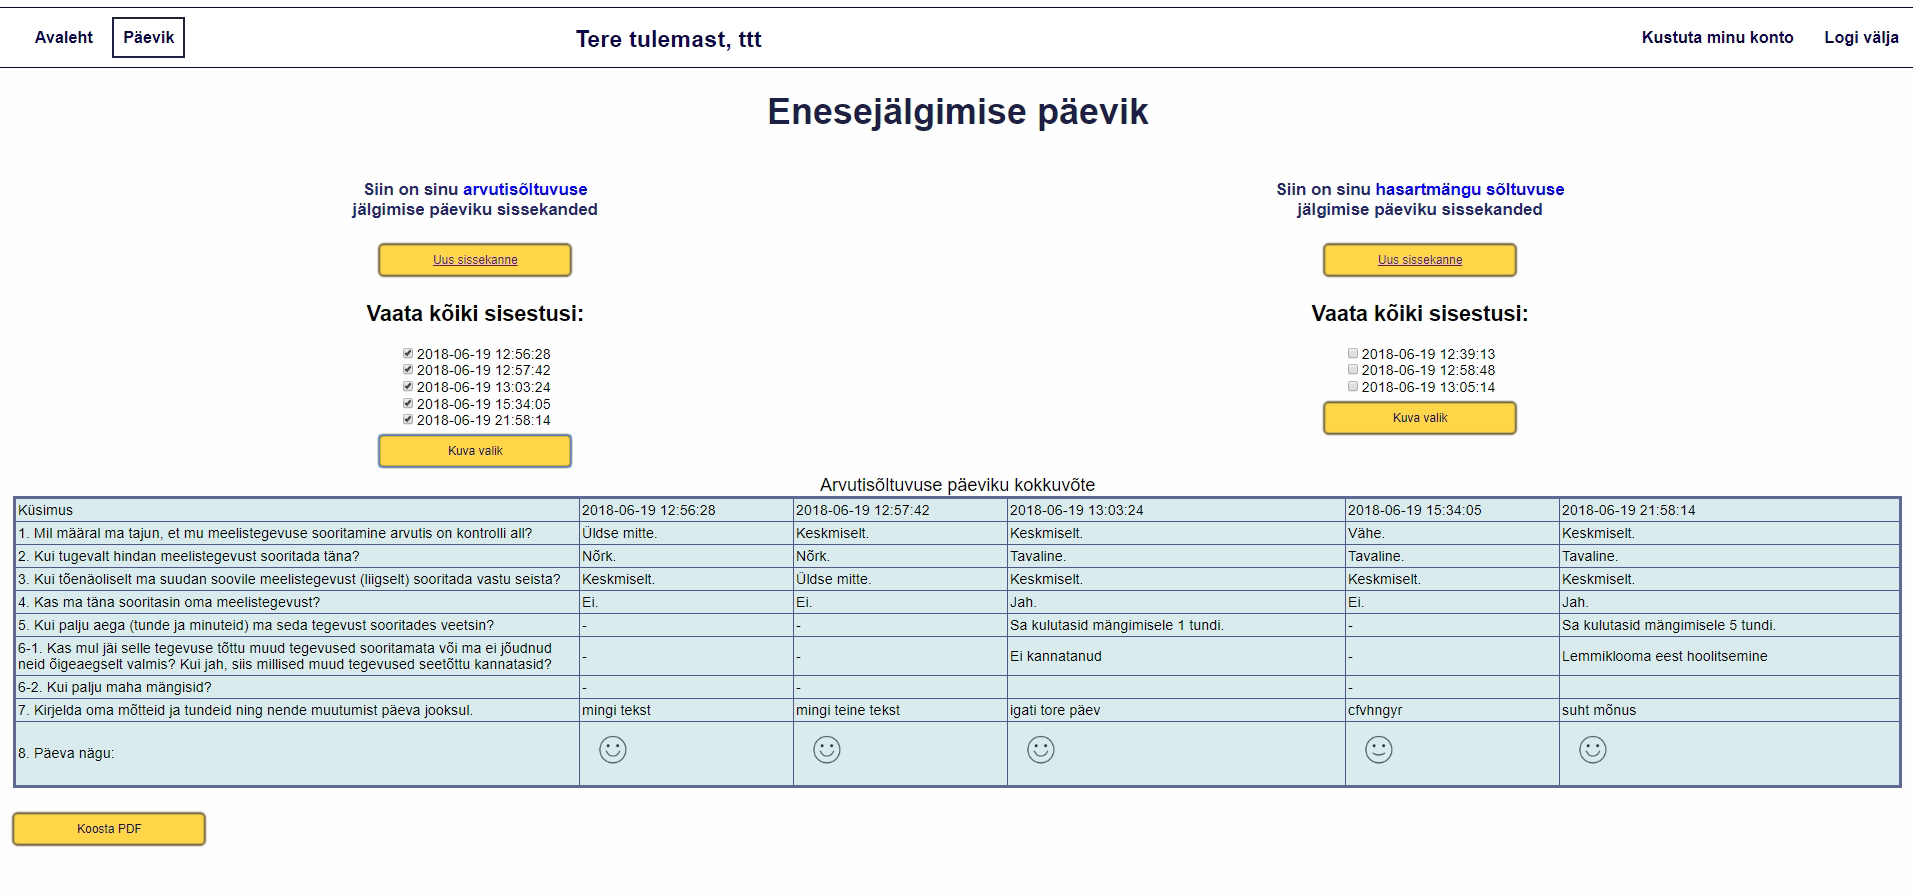 Avaleht Päevik Tere tulemast, ttt Kustuta minu konto Logi välja
Enesejälgimise päevik
Siin on sinu arvutisõltuvuse
jälgimise päeviku sissekanded
Uus sissekanne
Vaata kõiki sisestusi:
2018-06-19 12:56:28
2018-06-19 12:57:42
2018-06-19 13:03:24
2018-06-19 15:34:05
2018-06-19 21:58:14
Kuva valik
Siin on sinu hasartmängu sõltuvuse
jälgimise päeviku sissekanded
Uus sissekanne
Vaata kõiki sisestusi:
2018-06-19 12:39:13
2018-06-19 12:58:48
2018-06-19 13:05:14
Kuva valik
Arvutisõltuvuse päeviku kokkuvõte
Küsimus 2018-06-19 12:56:28 2018-06-19 12:57:42 2018-06-19 13:03:24 2018-06-19 15:34:05 2018-06-19 21:58:14
1. Mil määral ma tajun, et mu meelistegevuse sooritamine arvutis on kontrolli all? Üldse mitte. Keskmiselt. Keskmiselt. Vähe. Keskmiselt.
2. Kui tugevalt hindan meelistegevust sooritada täna? Nõrk. Nõrk. Tavaline. Tavaline. Tavaline.
3. Kui tõenäoliselt ma suudan soovile meelistegevust (liigselt) sooritada vastu seista? Keskmiselt. Üldse mitte. Keskmiselt. Keskmiselt. Keskmiselt.
4. Kas ma täna sooritasin oma meelistegevust? Ei. Ei. Jah. Ei. Jah.
5. Kui palju aega (tunde ja minuteid) ma seda tegevust sooritades veetsin? - - Sa kulutasid mängimisele 1 tundi. - Sa kulutasid mängimisele 5 tundi.
6-1. Kas mul jäi selle tegevuse tõttu muud tegevused sooritamata või ma ei jõudnud
neid õigeaegselt valmis? Kui jah, siis millised muud tegevused seetõttu kannatasid? - - Ei kannatanud - Lemmiklooma eest hoolitsemine
6-2. Kui palju maha mängisid? - - -
7. Kirjelda oma mõtteid ja tundeid ning nende muutumist päeva jooksul. mingi tekst mingi teine tekst igati tore päev cfvhngyr suht mõnus
8. Päeva nägu:
Koosta PDF